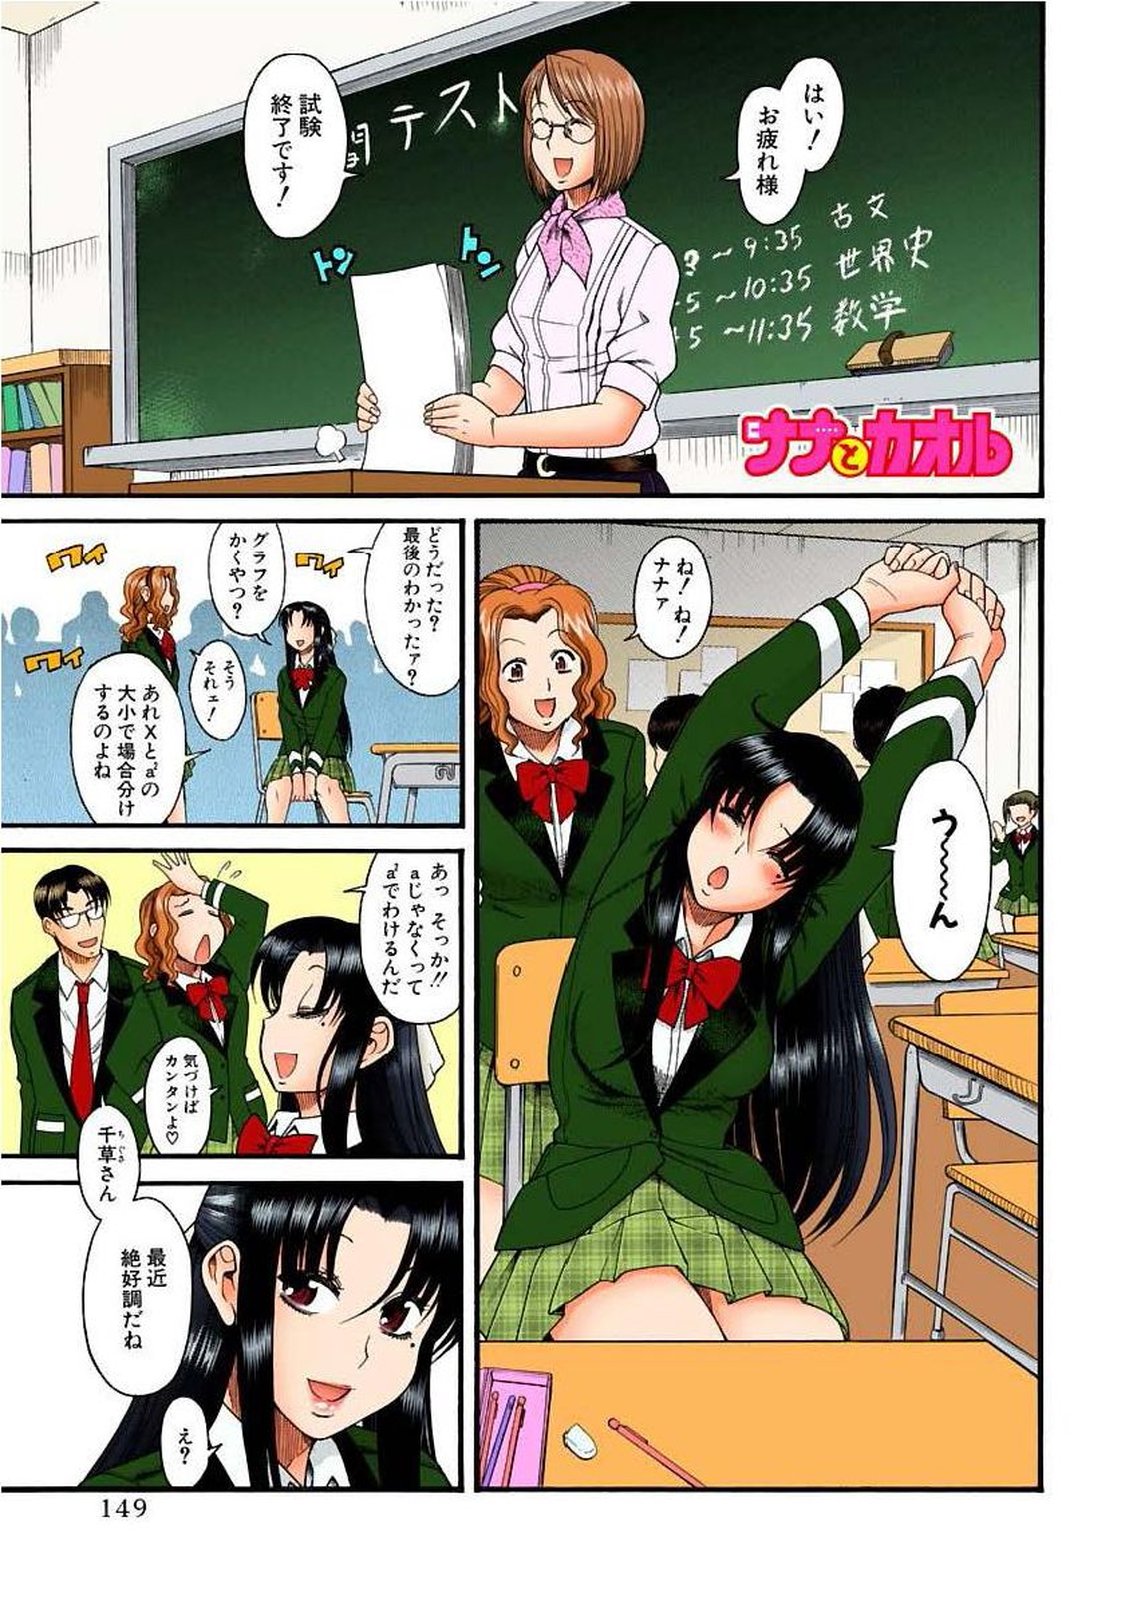 はい！
お疲れ様
試験
終了です！
トン
トン
間テスト
～9:35 古文
5～10:35 世界史
5～11:35 数学
ナナとカオル
ね！ね！
ナナァ
ウ～～～ん
どうだった？
最後のわかったァ？
グラフを
かくやつ？
そう
それェ！
あれXとa²の
大小で場合分け
するのよね
ワイ
ワイ
ワイ
あっ そっか!!
aじゃなくって
a²でわけるんだ
気づけば
カンタンよ♡
千草さん
ちぐさ
最近
絶好調だね
え？
149